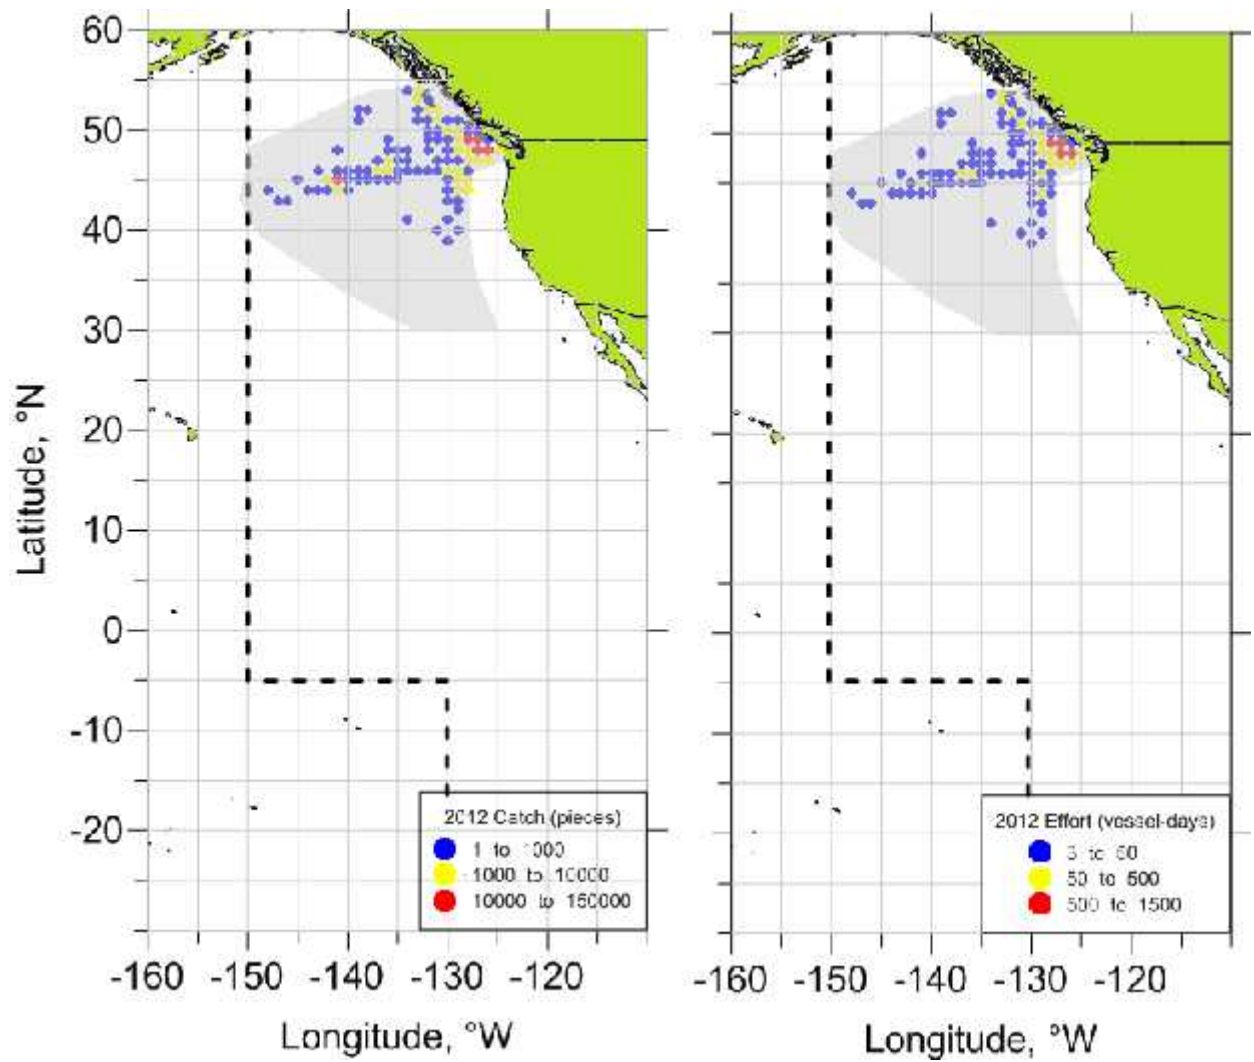 60
50
40
30
20
10
0
-10
-20
Latitude, °N
2012 Catch (pieces)
1 to 1000
1000 to 10000
10000 to 150000
2012 Effort (vessel-days)
to
50 to 500
500 to 1500
-160 -150 -140 -130 -120
-160 -150 -140 -130 -120
Longitude, °W
Longitude, °W